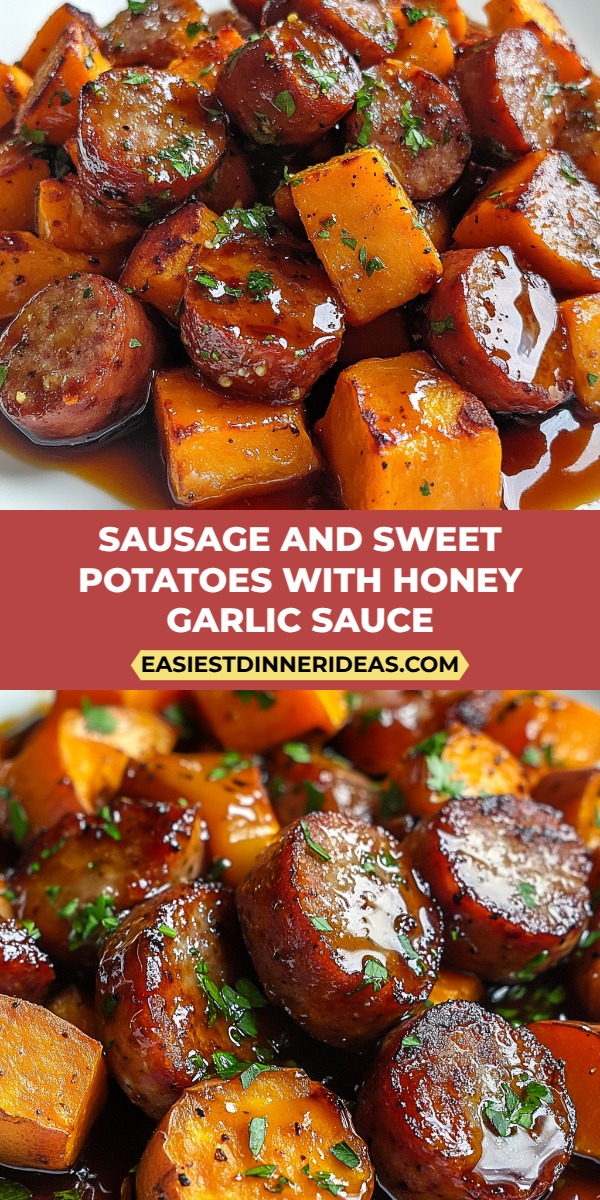 SAUSAGE AND SWEET
POTATOES WITH HONEY
GARLIC SAUCE
EASIESTDINNERIDEAS.COM